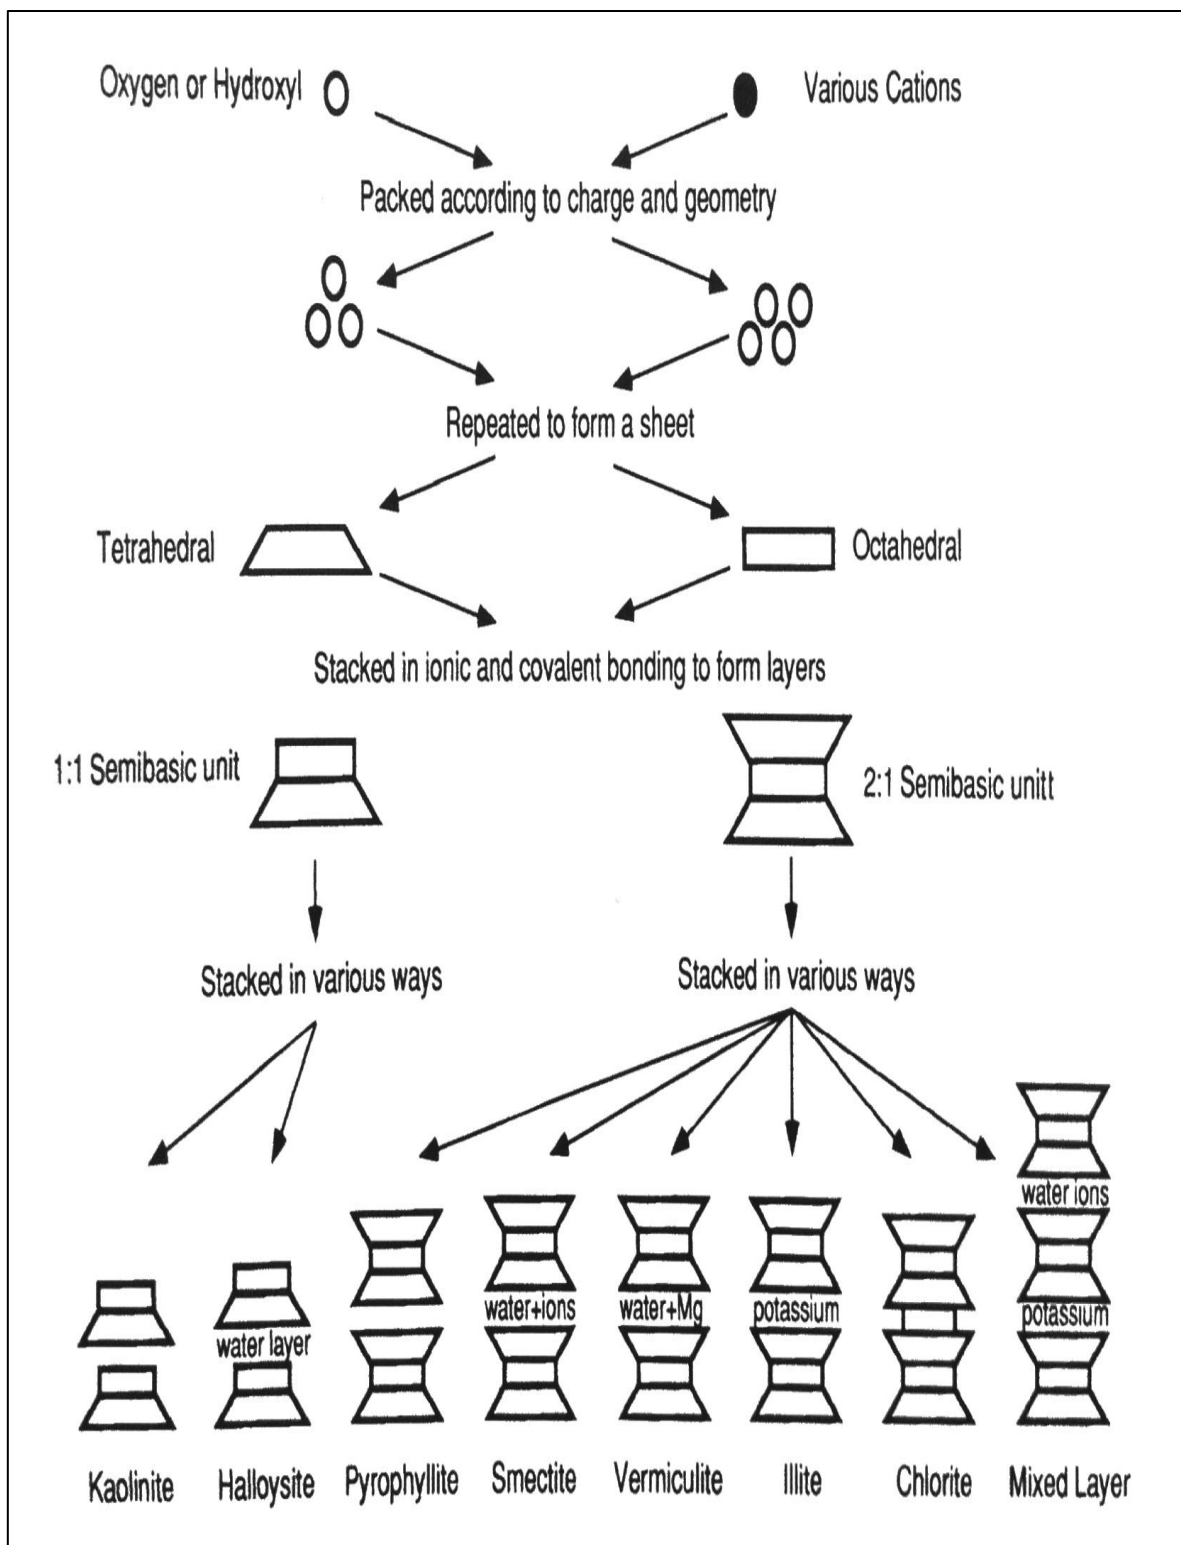 Oxygen or Hydroxyl
Various Cations
Packed according to charge and geometry
Repeated to form a sheet
Tetrahedral
Octahedral
Stacked in ionic and covalent bonding to form layers
1:1 Semibasic unit
2:1 Semibasic unitt
Stacked in various ways
Stacked in various ways
water ions
water+ions
water+Mg
potassium
potassium
water layer
Kaolinite
Halloysite
Pyrophyllite
Smectite
Vermiculite
Illite
Chlorite
Mixed Layer